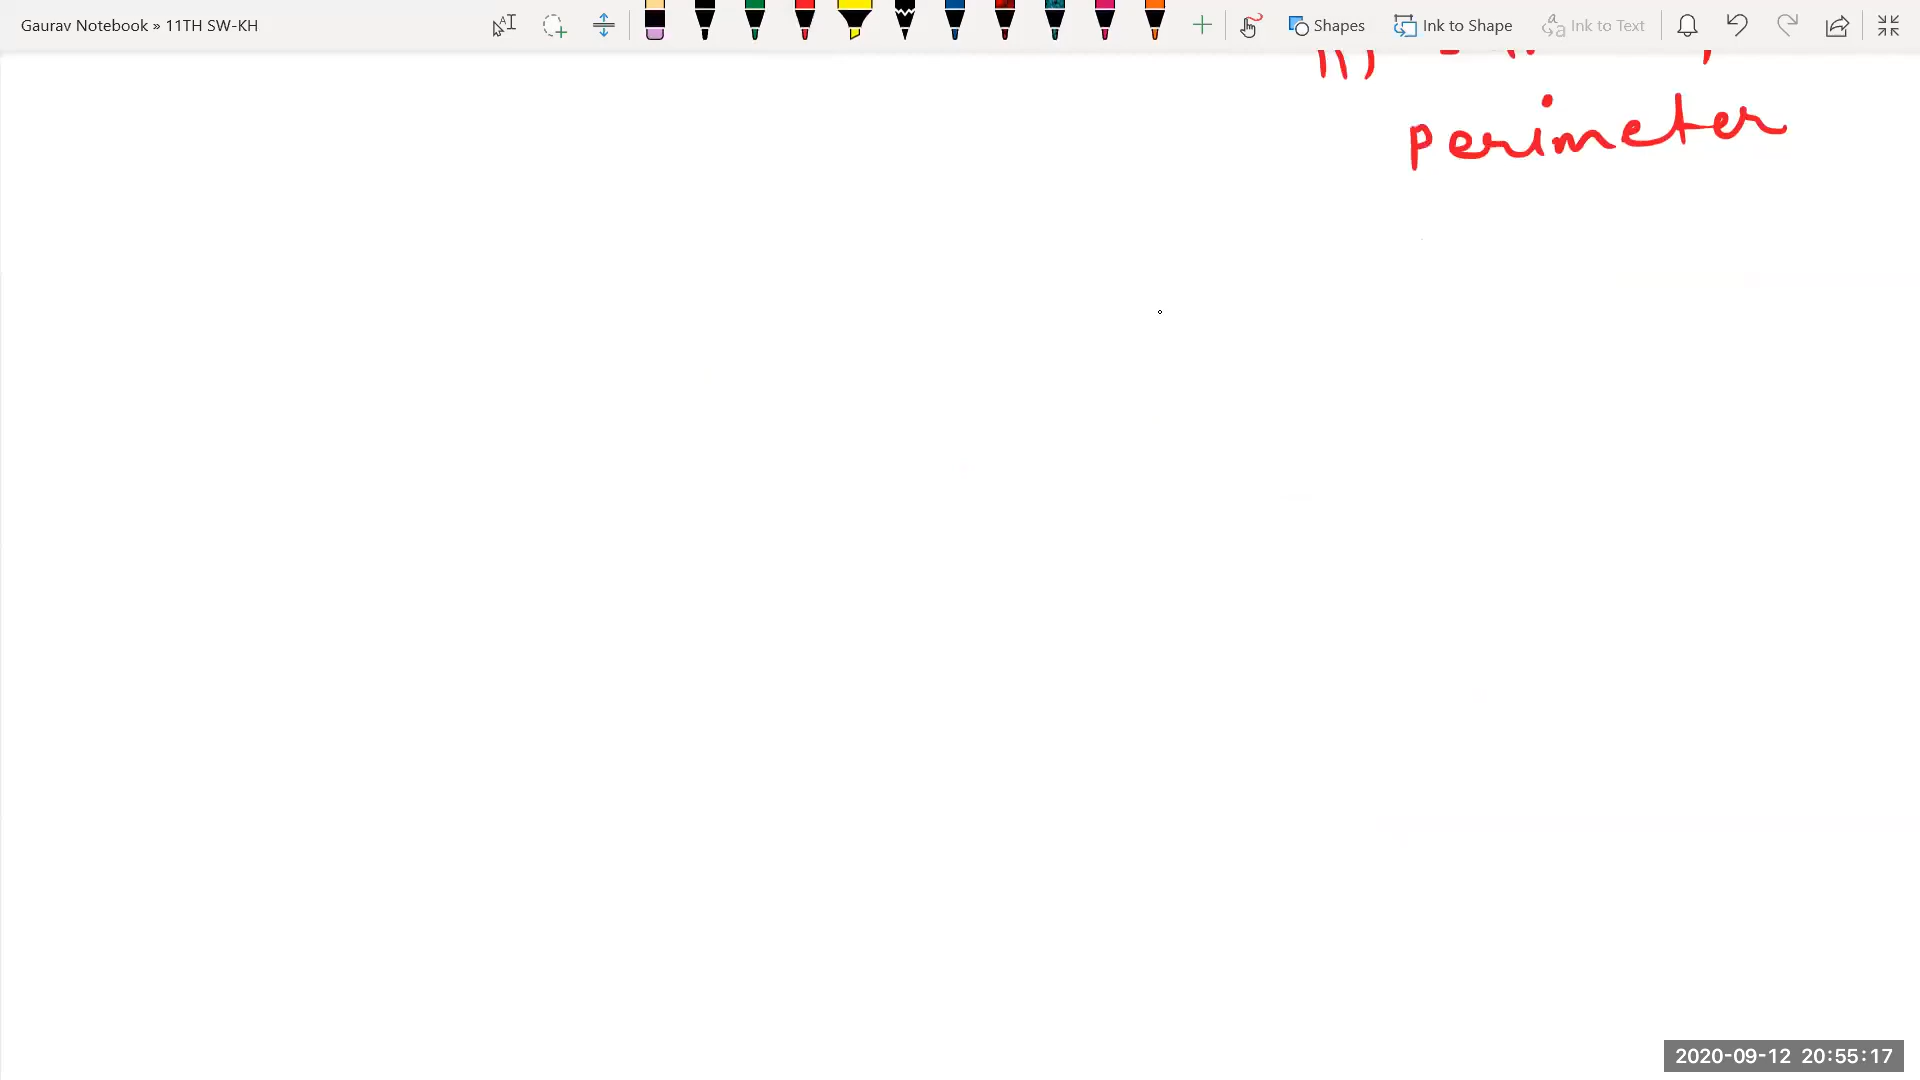 Gaurav Notebook » 11TH SW-KH
Shapes
Ink to Shape
Ink to Text
perimeter
2020-09-12 20:55:17